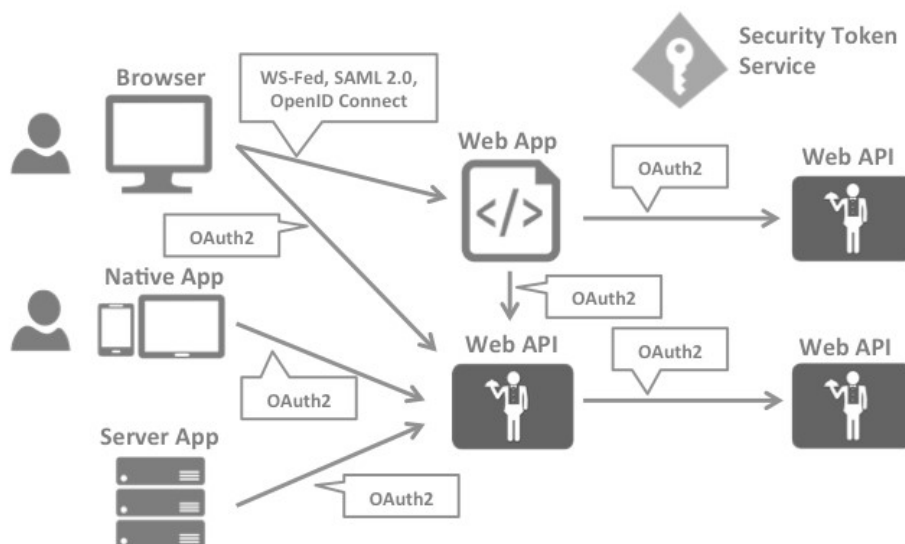 Security Token
Service
Browser
WS-Fed, SAML 2.0,
OpenID Connect
Web App
OAuth2
Web API
OAuth2
Native App
OAuth2
Web API
OAuth2
Web API
OAuth2
Server App
OAuth2